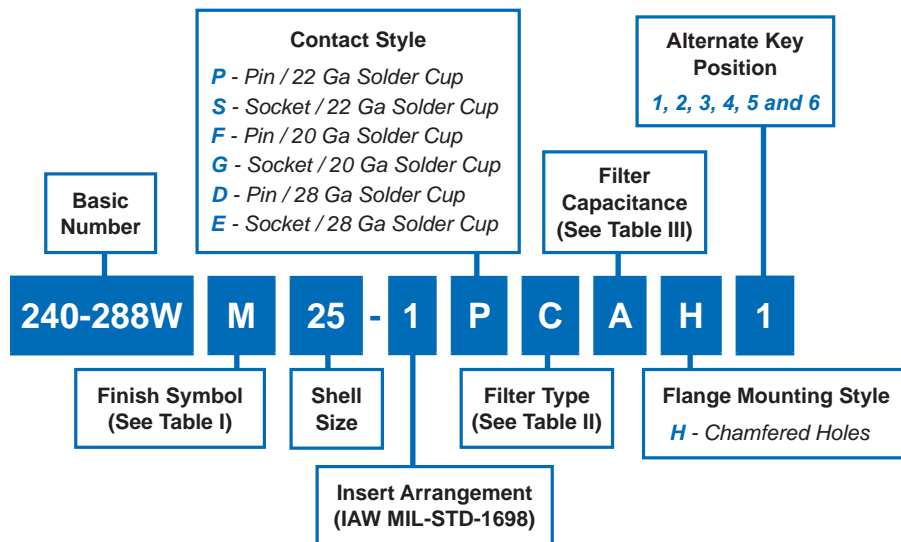 Contact Style
P - Pin / 22 Ga Solder Cup
S - Socket / 22 Ga Solder Cup
F - Pin / 20 Ga Solder Cup
G - Socket / 20 Ga Solder Cup
D - Pin / 28 Ga Solder Cup
E - Socket / 28 Ga Solder Cup
Alternate Key
Position
1, 2, 3, 4, 5 and 6
Basic
Number
Filter
Capacitance
(See Table III)
240-288W M 25 - 1 P C A H 1
Finish Symbol
(See Table I)
Shell
Size
Filter Type
(See Table II)
Flange Mounting Style
H - Chamfered Holes
Insert Arrangement
(IAW MIL-STD-1698)